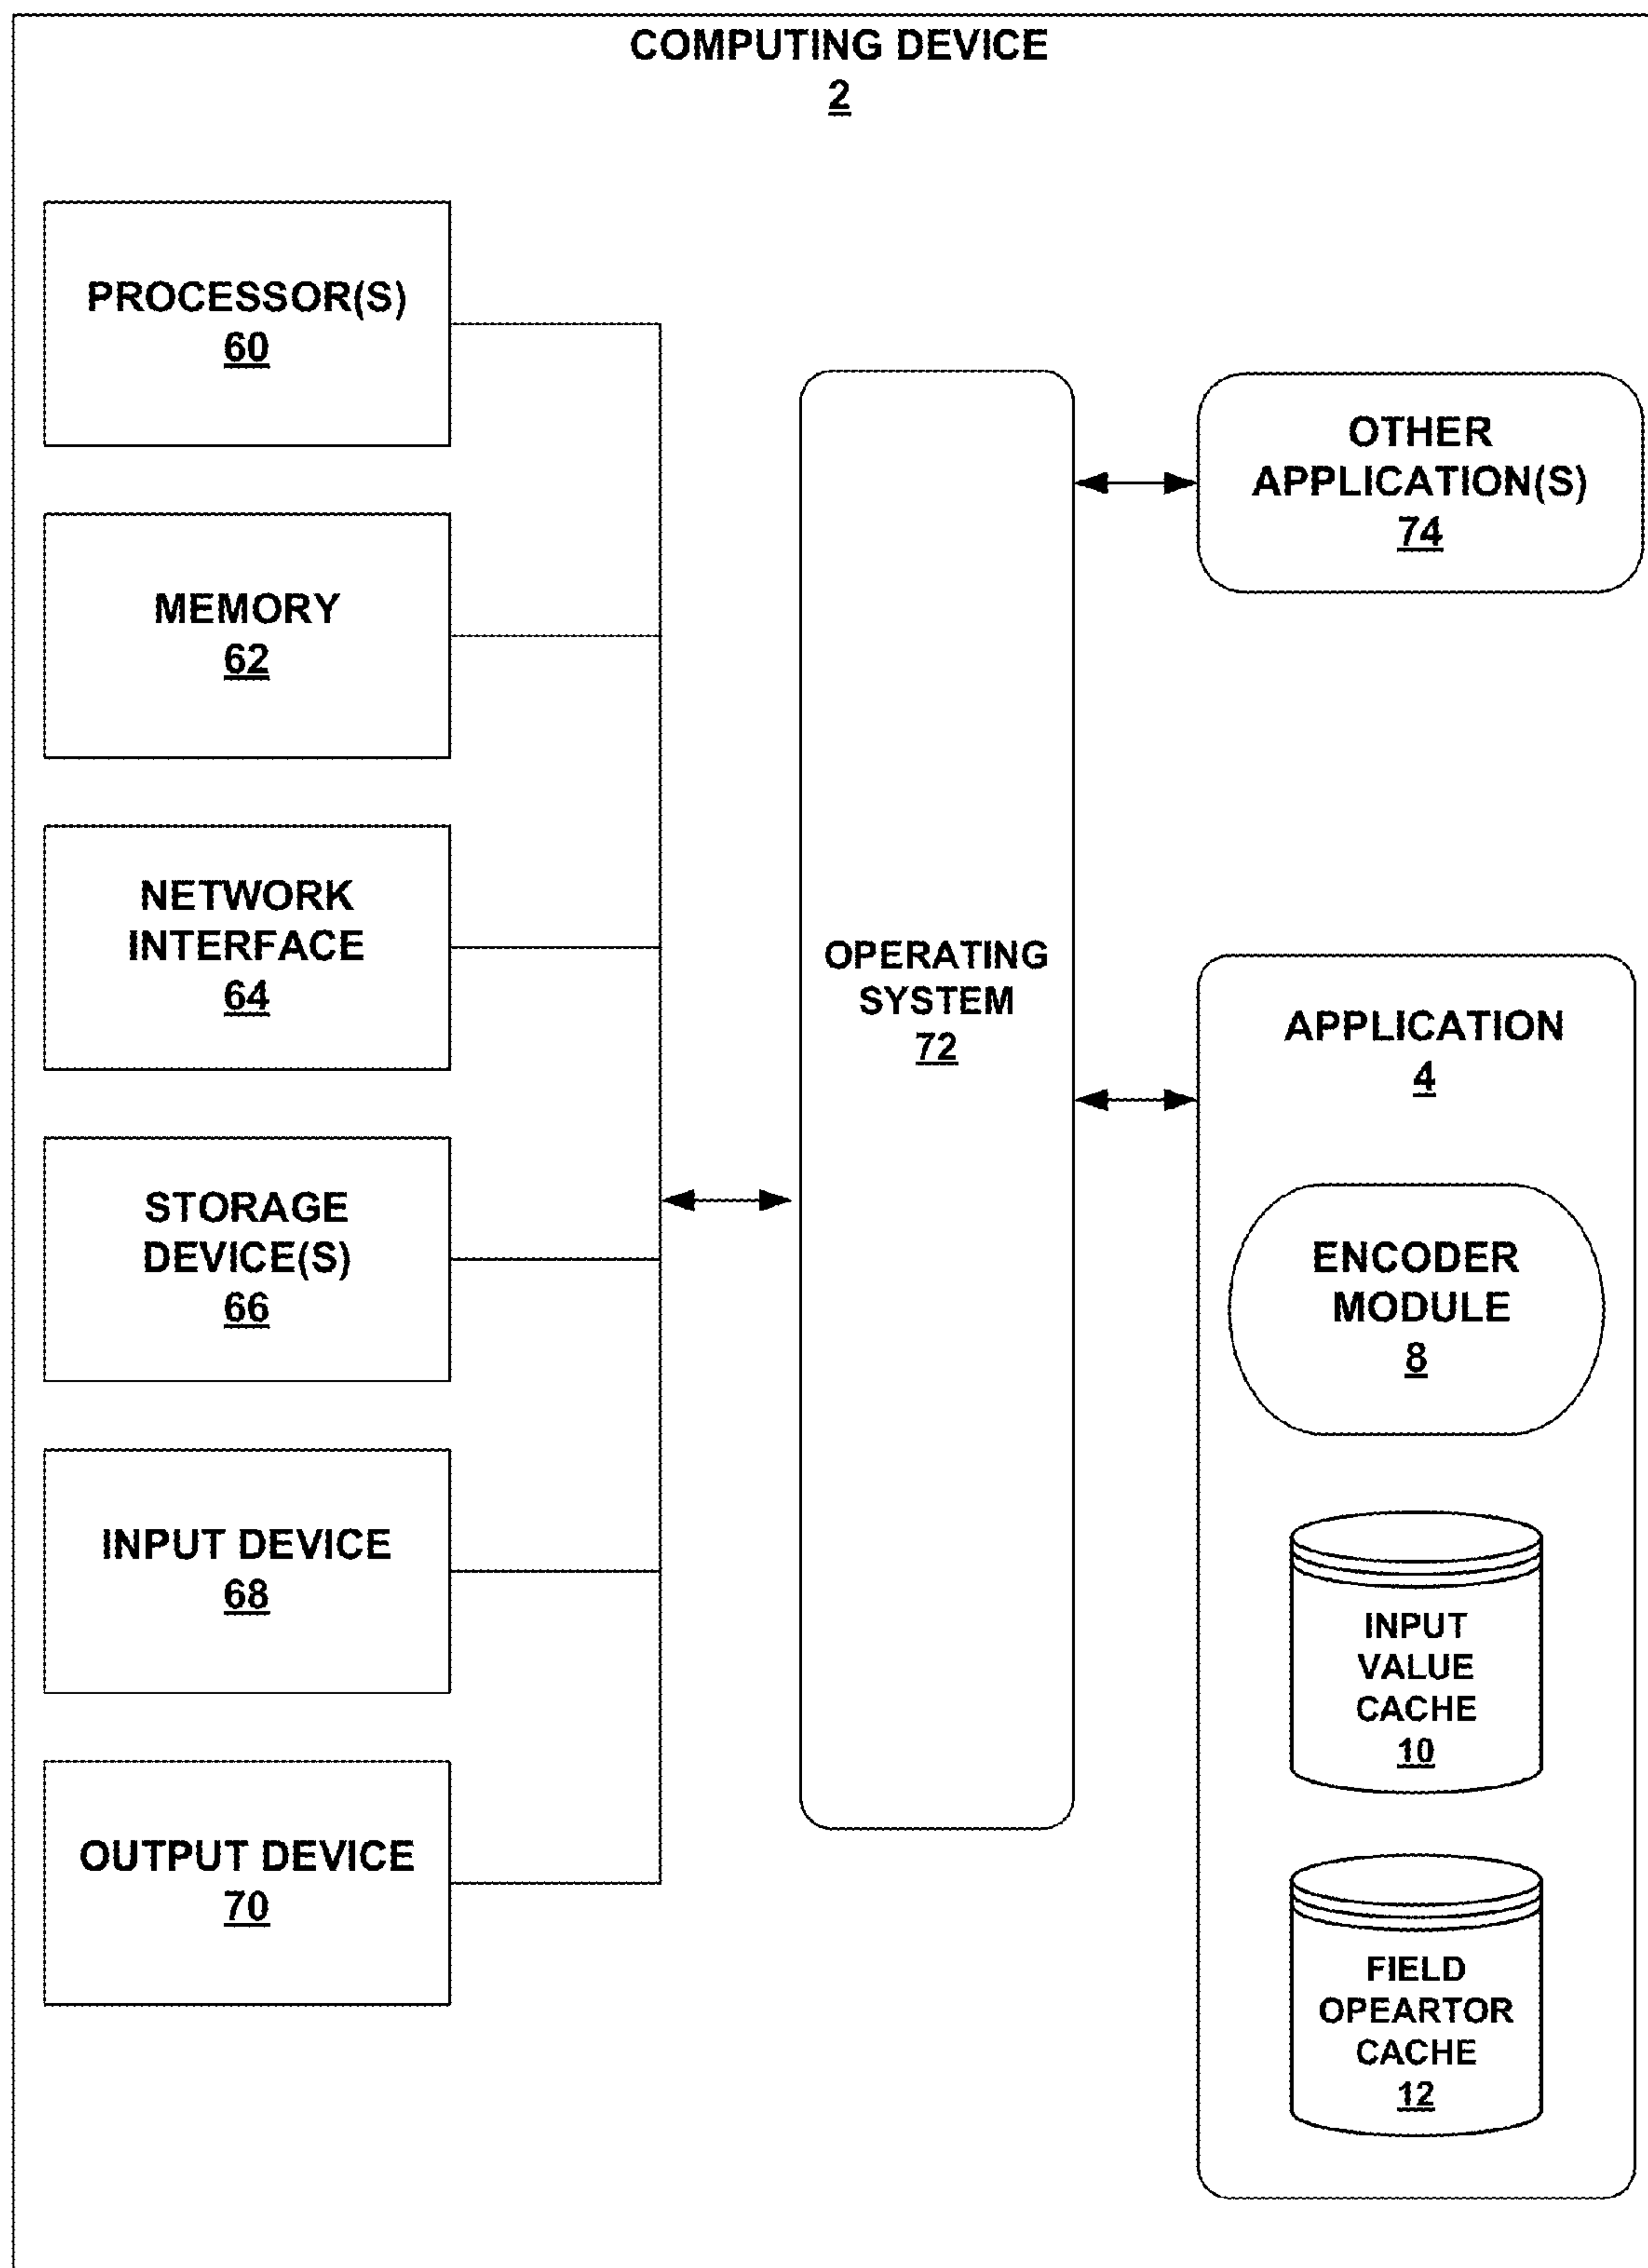 COMPUTING DEVICE
2
PROCESSOR(S)
60
MEMORY
62
NETWORK
INTERFACE
64
STORAGE
DEVICE(S)
66
INPUT DEVICE
68
OUTPUT DEVICE
70
OPERATING
SYSTEM
72
OTHER
APPLICATION(S)
74
APPLICATION
4
ENCODER
MODULE
8
INPUT
VALUE
CACHE
10
FIELD
OPEARTOR
CACHE
12